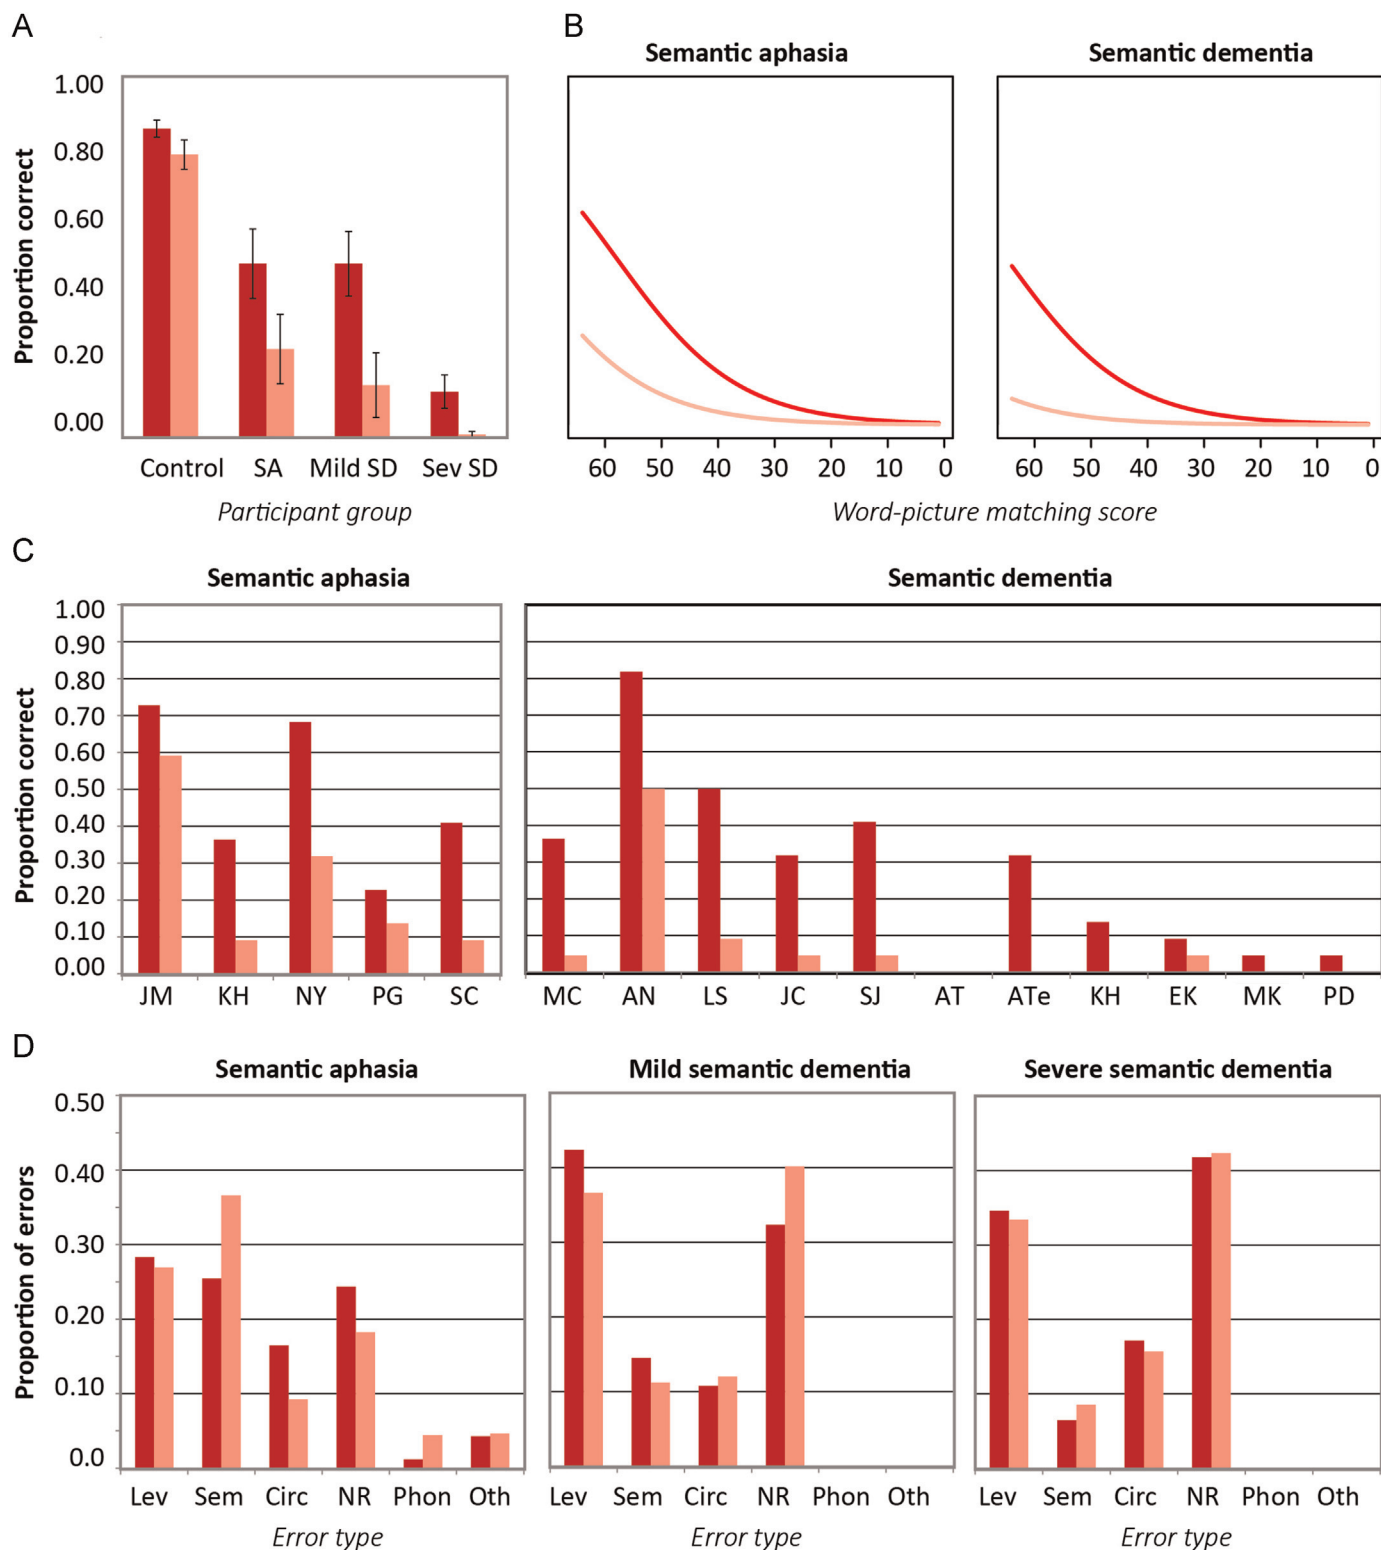 A
B
Semantic aphasia
Semantic dementia
Proportion correct
1.00
0.80
0.60
0.40
0.20
0.00
Control SA Mild SD Sev SD
Participant group
60 50 40 30 20 10 0
60 50 40 30 20 10 0
Word-picture matching score
C
Semantic aphasia
Semantic dementia
Proportion correct
1.00
0.90
0.80
0.70
0.60
0.50
0.40
0.30
0.20
0.10
0.00
JM KH NY PG SC
MC AN LS JC SJ AT ATe KH EK MK PD
D
Semantic aphasia
Mild semantic dementia
Severe semantic dementia
Proportion of errors
0.50
0.40
0.30
0.20
0.10
0.0
Lev Sem Circ NR Phon Oth
Lev Sem Circ NR Phon Oth
Lev Sem Circ NR Phon Oth
Error type
Error type
Error type